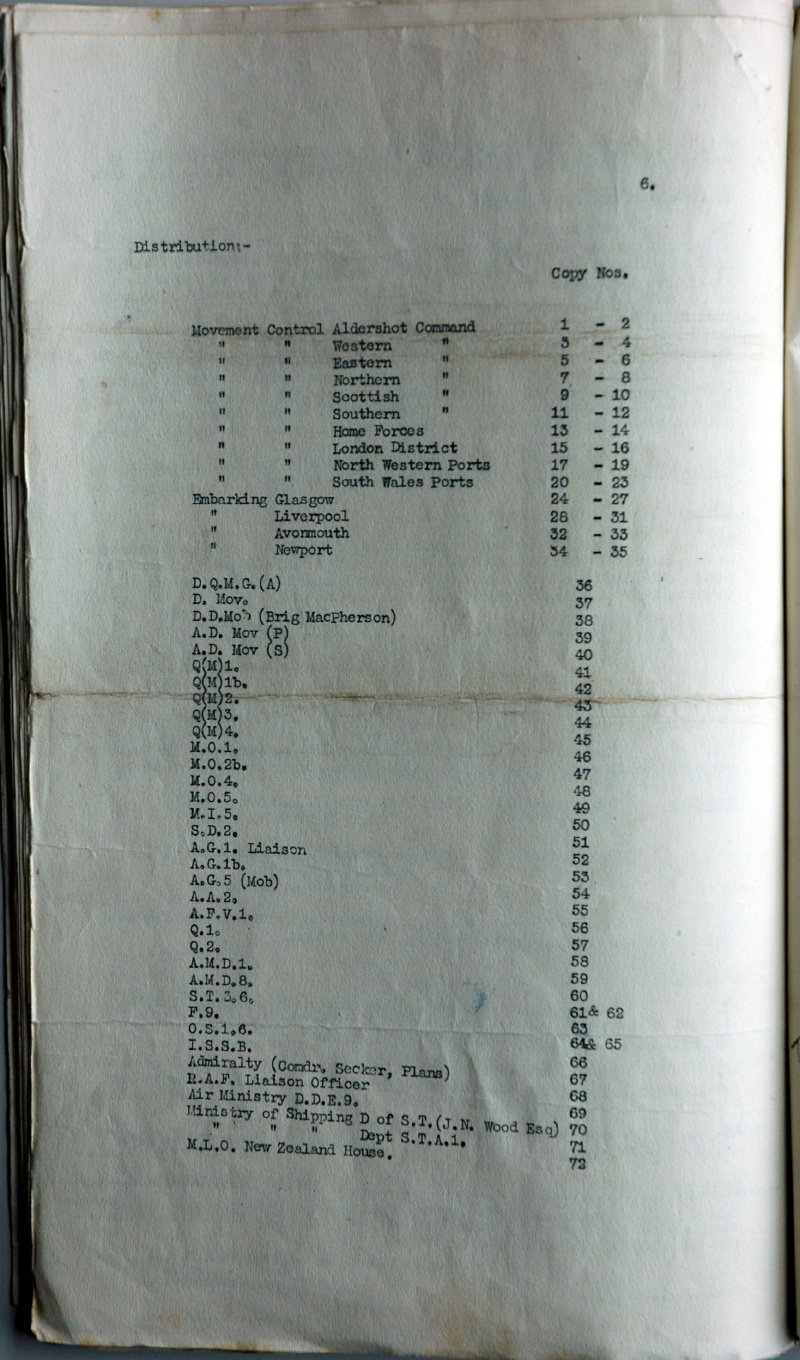 6.
Distribution:-
Copy Nos.
Movement Control Aldershot Command 1 - 2
" " Western " 3 - 4
" " Eastern " 5 - 6
" " Northern " 7 - 8
" " Scottish " 9 - 10
" " Southern " 11 - 12
" " Home Forces 13 - 14
" " London District 15 - 16
" " North Western Ports 17 - 19
" " South Wales Ports 20 - 23
Embarking Glasgow 24 - 27
" Liverpool 28 - 31
" Avonmouth 32 - 33
" Newport 34 - 35
D.Q.M.G.(A) 36
D. Mov. 37
D.D.Mov (Brig MacPherson) 38
A.D. Mov (P) 39
A.D. Mov (S) 40
Q(M)1. 41
Q(M)1b. 42
Q(M)2. 43
Q(M)3. 44
Q(M)4. 45
M.O.1. 46
M.O.2b. 47
M.O.4. 48
M.O.5. 49
M.I.5. 50
S.D.2. 51
A.G.1. Liaison 52
A.G.1b. 53
A.G.5 (Mob) 54
A.A.2. 55
A.F.V.1. 56
Q.1. 57
Q.2. 58
A.M.D.1. 59
A.M.D.8. 60
S.T.3.6. 61& 62
F.9. 63
O.S.1.6. 64& 65
I.S.S.B. 66
Admiralty (Comdr, Secker, Plans) 67
R.A.F. Liaison Officer 68
Air Ministry D.D.E.9. 69
Ministry of Shipping D of S.T.(J.N. Wood Esq) 70
" " " Dept S.T.A.1. 71
M.L.O. New Zealand House. 72